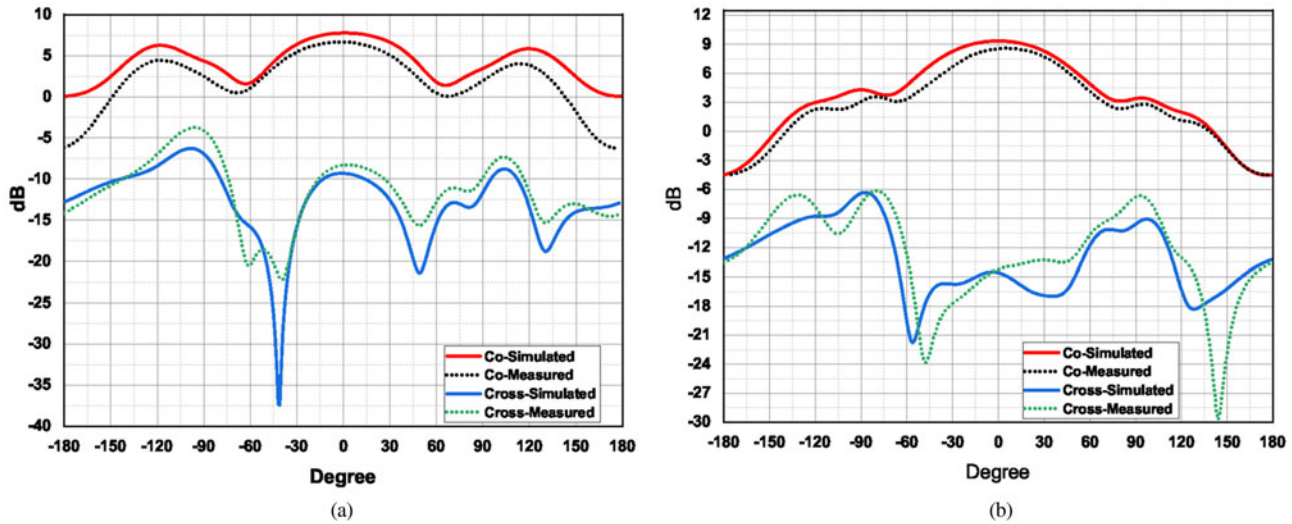 10
5
0
-5
-10
-15
-20
-25
-30
-35
-40
dB
-180 -150 -120 -90 -60 -30 0 30 60 90 120 150 180
Degree
Co-Simulated
Co-Measured
Cross-Simulated
Cross-Measured
(a)
12
9
6
3
0
-3
-6
-9
-12
-15
-18
-21
-24
-27
-30
dB
-180 -150 -120 -90 -60 -30 0 30 60 90 120 150 180
Degree
Co-Simulated
Co-Measured
Cross-Simulated
Cross-Measured
(b)